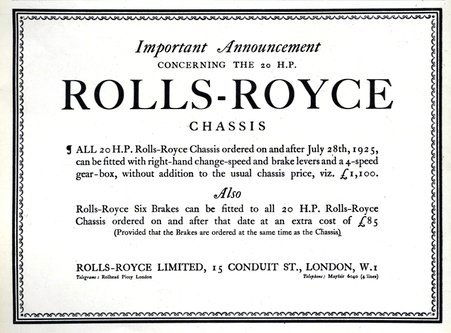 Important Announcement
CONCERNING THE 20 H.P.
ROLLS-ROYCE
CHASSIS
¶ ALL 20 H.P. Rolls-Royce Chassis ordered on and after July 28th, 1925,
can be fitted with right-hand change-speed and brake levers and a 4-speed
gear-box, without addition to the usual chassis price, viz. £1,100.
Also
Rolls-Royce Six Brakes can be fitted to all 20 H.P. Rolls-Royce
Chassis ordered on and after that date at an extra cost of £85
(Provided that the Brakes are ordered at the same time as the Chassis)
ROLLS-ROYCE LIMITED, 15 CONDUIT ST., LONDON, W.1
Telegrams: Rolhead Piccy London Telephone: Mayfair 6040 (4 lines)